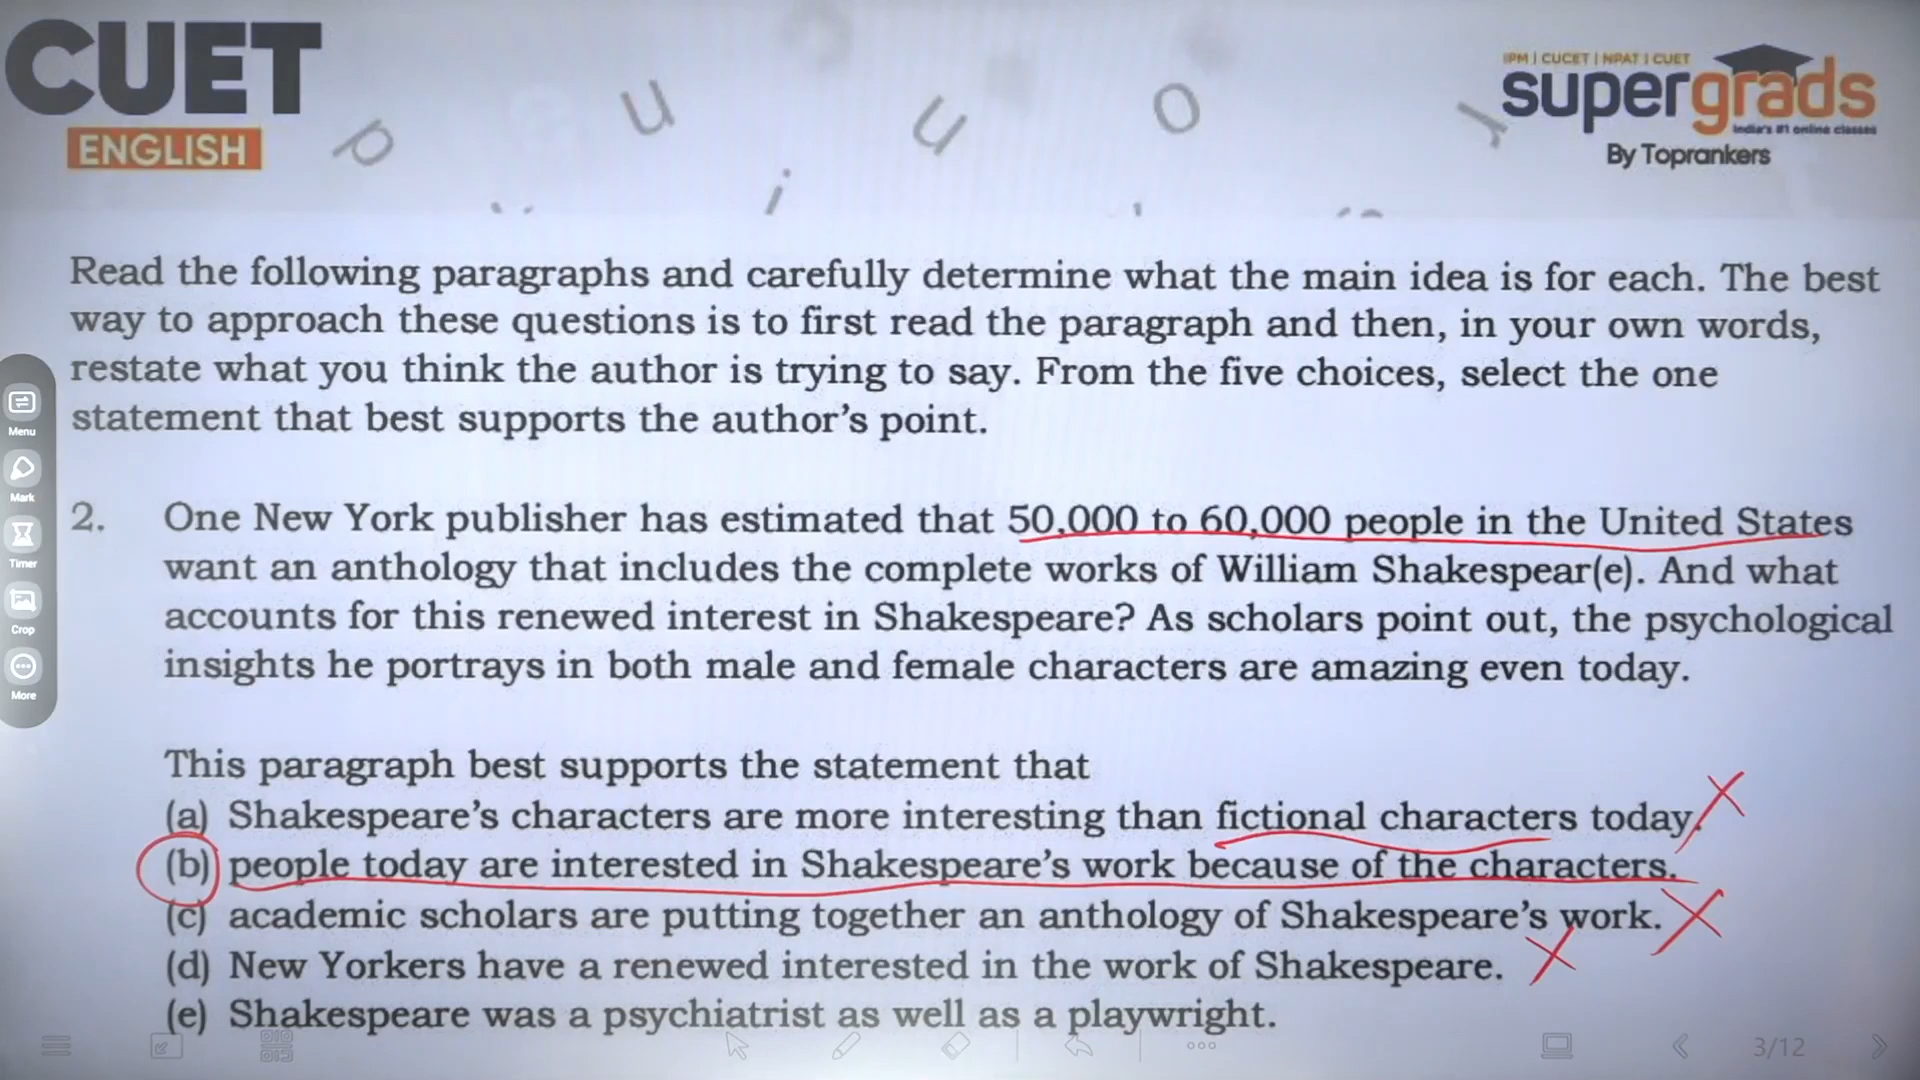 CUET
ENGLISH
IPM | CUCET | NPAT | CUET
supergrads
India's #1 online classes
By Toprankers
Read the following paragraphs and carefully determine what the main idea is for each. The best
way to approach these questions is to first read the paragraph and then, in your own words,
restate what you think the author is trying to say. From the five choices, select the one
statement that best supports the author's point.
2. One New York publisher has estimated that 50,000 to 60,000 people in the United States
want an anthology that includes the complete works of William Shakespear(e). And what
accounts for this renewed interest in Shakespeare? As scholars point out, the psychological
insights he portrays in both male and female characters are amazing even today.
This paragraph best supports the statement that
(a) Shakespeare's characters are more interesting than fictional characters today.
(b) people today are interested in Shakespeare's work because of the characters.
(c) academic scholars are putting together an anthology of Shakespeare's work.
(d) New Yorkers have a renewed interested in the work of Shakespeare.
(e) Shakespeare was a psychiatrist as well as a playwright.
Menu
Mark
Timer
Crop
More
3/12